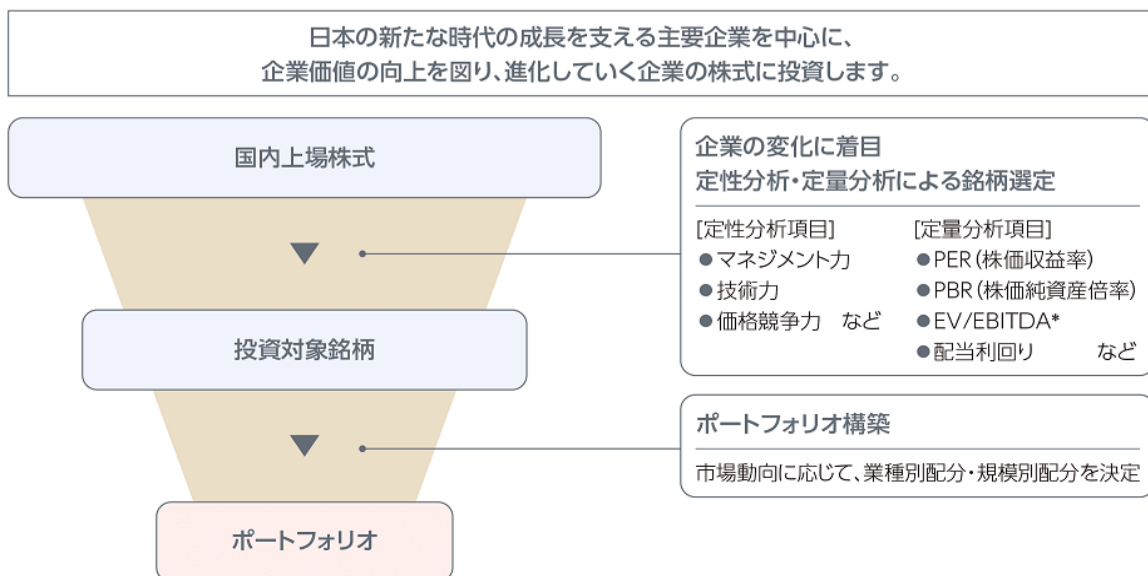 日本の新たな時代の成長を支える主要企業を中心に、
企業価値の向上を図り、進化していく企業の株式に投資します。
国内上場株式
企業の変化に着目
定性分析・定量分析による銘柄選定
[定性分析項目]
●マネジメント力
●技術力
●価格競争力 など
[定量分析項目]
●PER(株価収益率)
●PBR(株価純資産倍率)
●EV/EBITDA*
●配当利回り など
投資対象銘柄
ポートフォリオ構築
市場動向に応じて、業種別配分・規模別配分を決定
ポートフォリオ